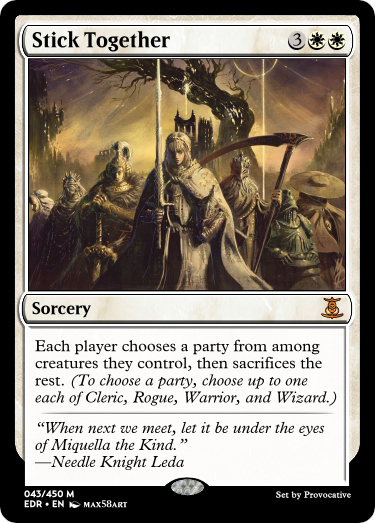 Stick Together 3
Sorcery
Each player chooses a party from among
creatures they control, then sacrifices the
rest. (To choose a party, choose up to one
each of Cleric, Rogue, Warrior, and Wizard.)
“When next we meet, let it be under the eyes
of Miquella the Kind.”
—Needle Knight Leda
043/450 M
EDR • EN MAX58ART
Set by Provocative